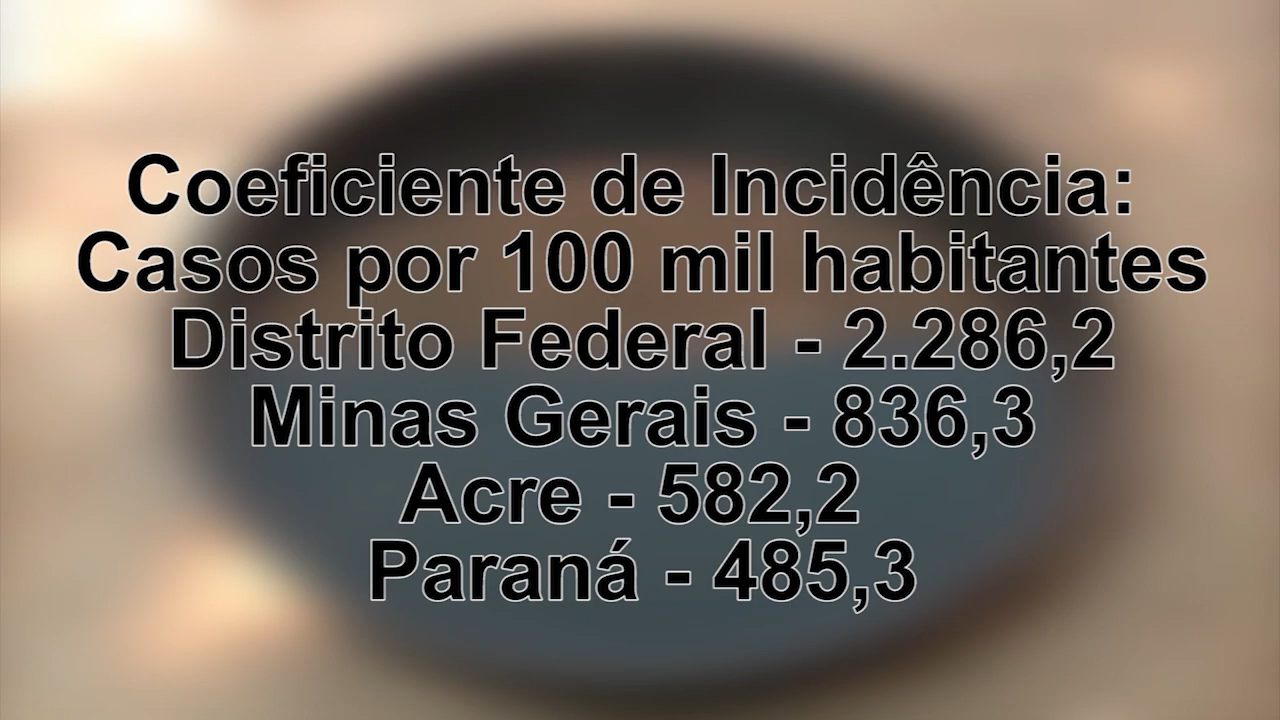 Coeficiente de Incidência:
Casos por 100 mil habitantes
Distrito Federal - 2.286,2
Minas Gerais - 836,3
Acre - 582,2
Paraná - 485,3